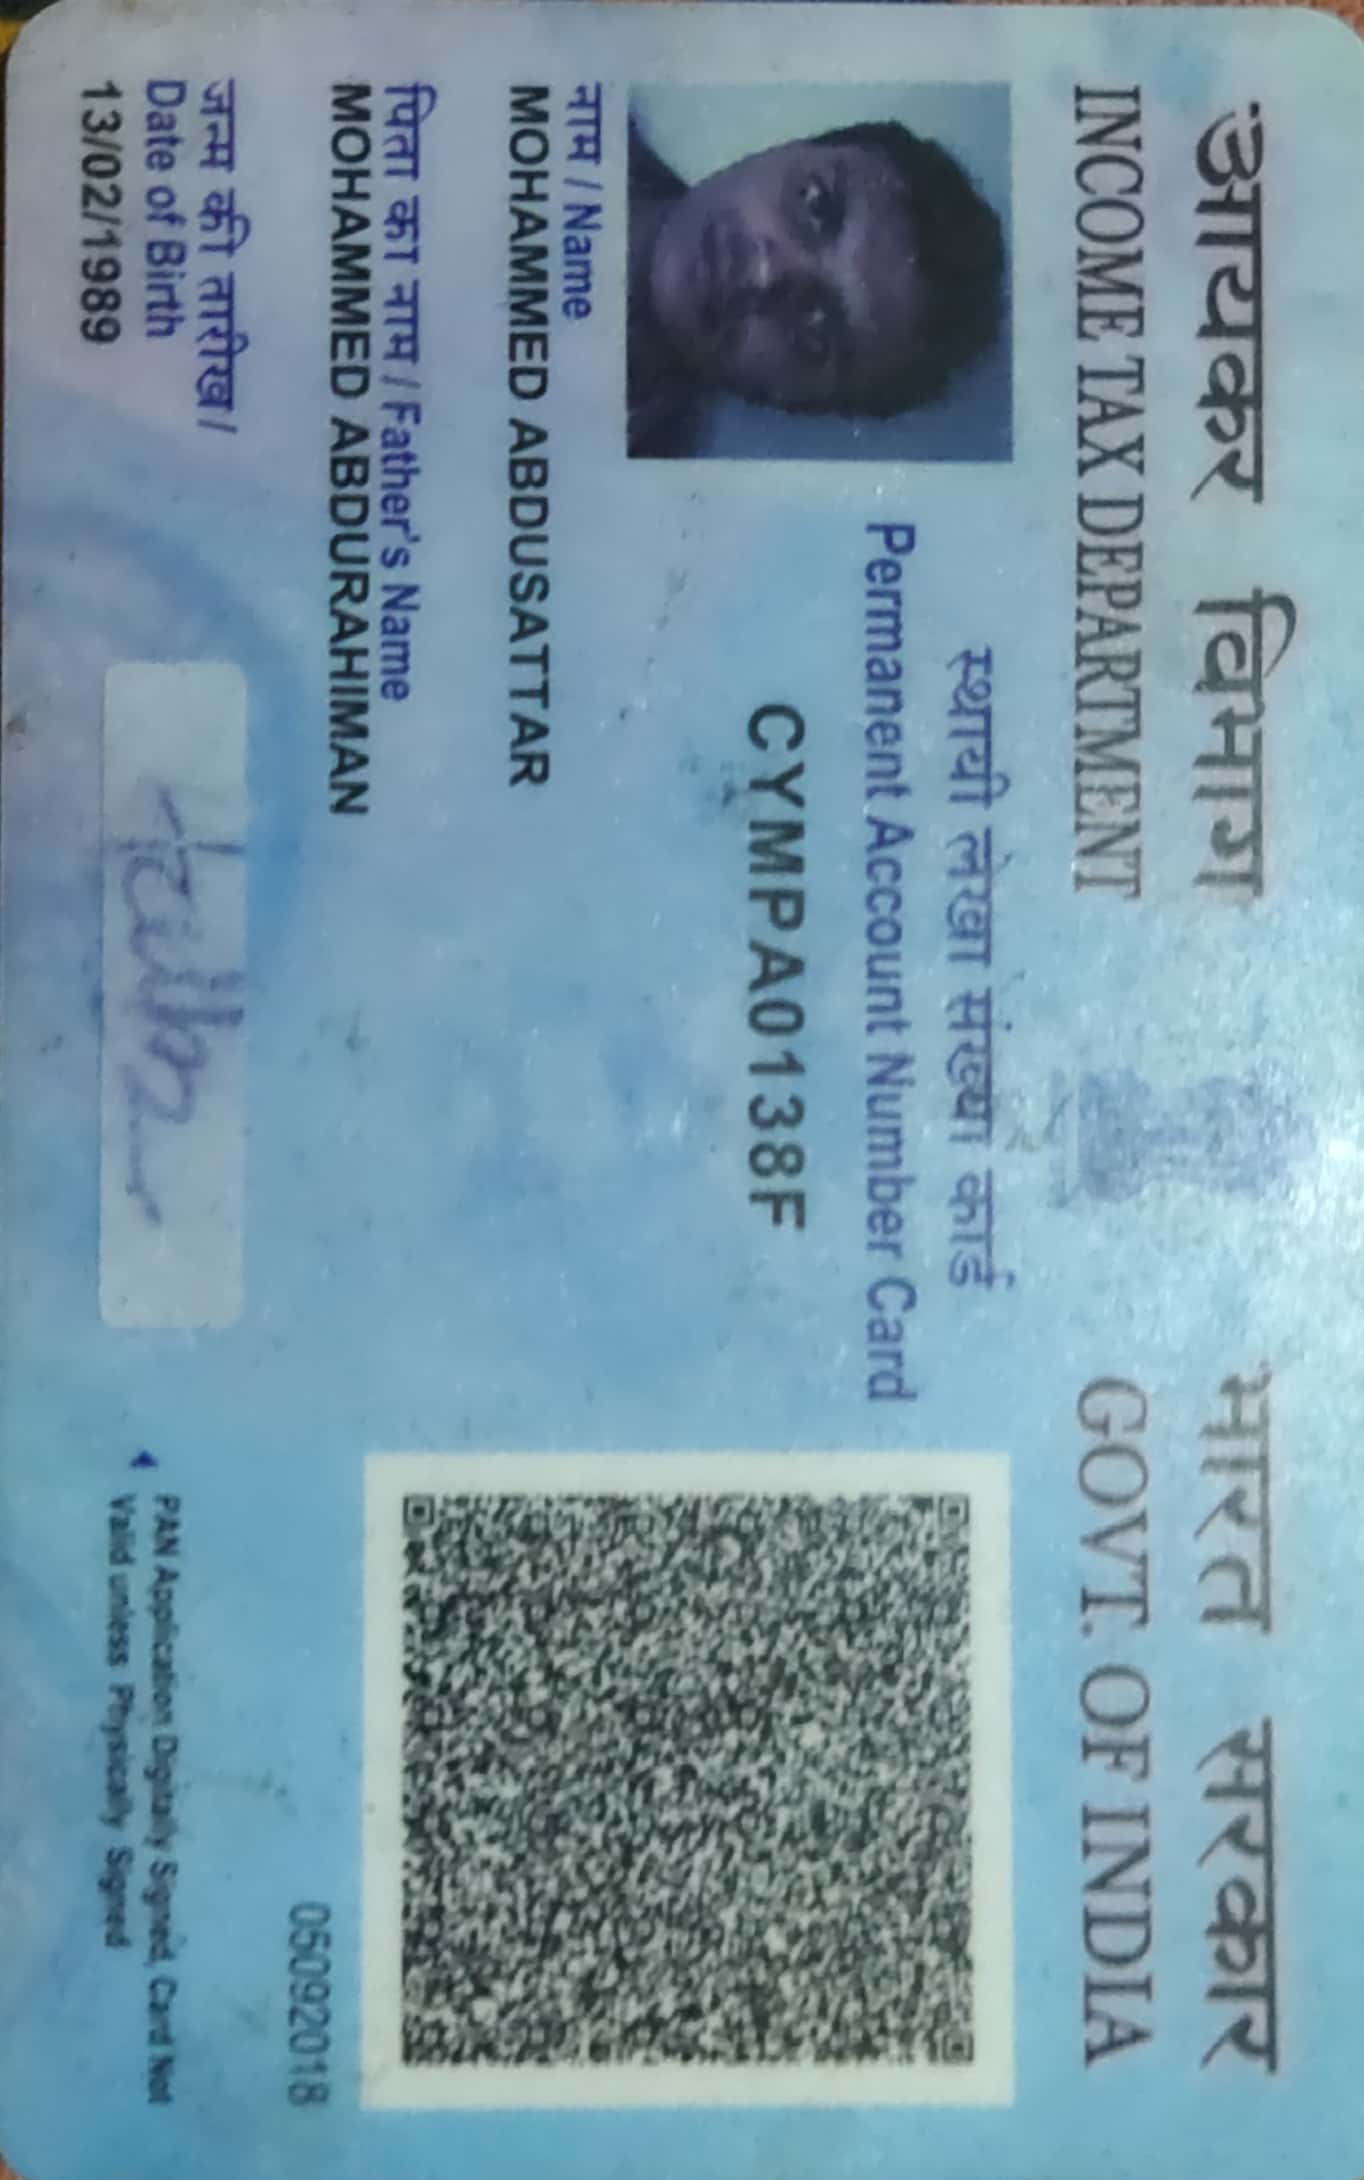 आयकर विभाग
INCOME TAX DEPARTMENT
भारत सरकार
GOVT. OF INDIA
स्थायी लेखा संख्या कार्ड
Permanent Account Number Card
CYMPA0138F
नाम / Name
MOHAMMED ABDUSATTAR
पिता का नाम / Father's Name
MOHAMMED ABDURAHIMAN
जन्म की तारीख /
Date of Birth
13/02/1989
05092018
PAN Application Digitally Signed, Card Not
Valid unless Physically Signed